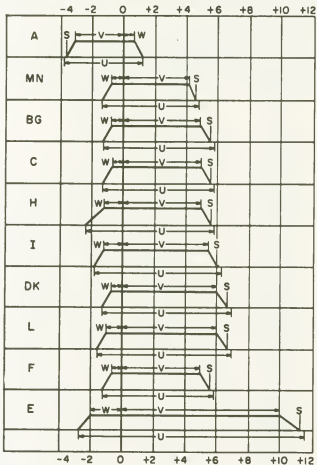 -4 -2 0 +2 +4 +6 +8 +10 +12
A S V W
U
MN W V S
U
BG W V S
U
C W V S
U
H W V S
U
I W V S
U
DK W V S
U
L W V S
U
F W V S
U
E W V S
U
-4 -2 0 +2 +4 +6 +8 +10 +12